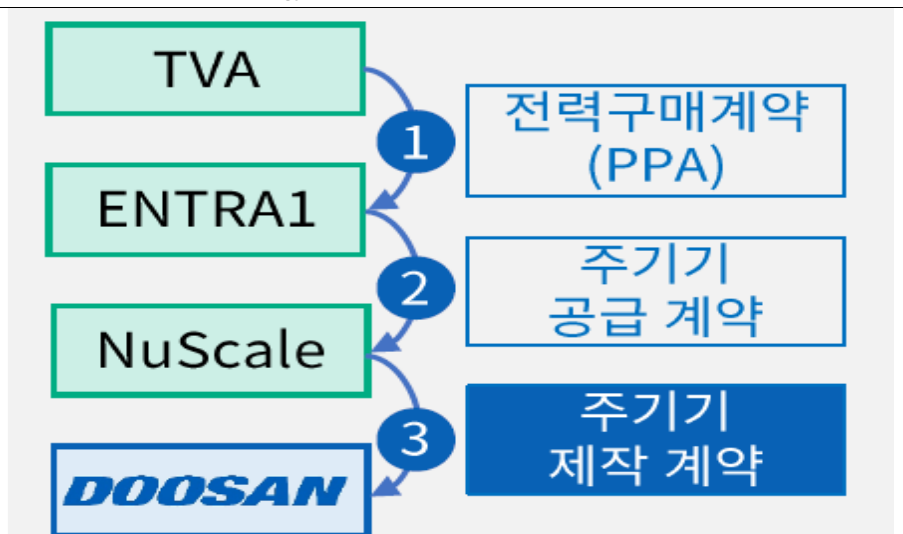 TVA
1
전력구매계약
(PPA)
ENTRA1
2
주기기
공급 계약
NuScale
3
주기기
제작 계약
DOOSAN